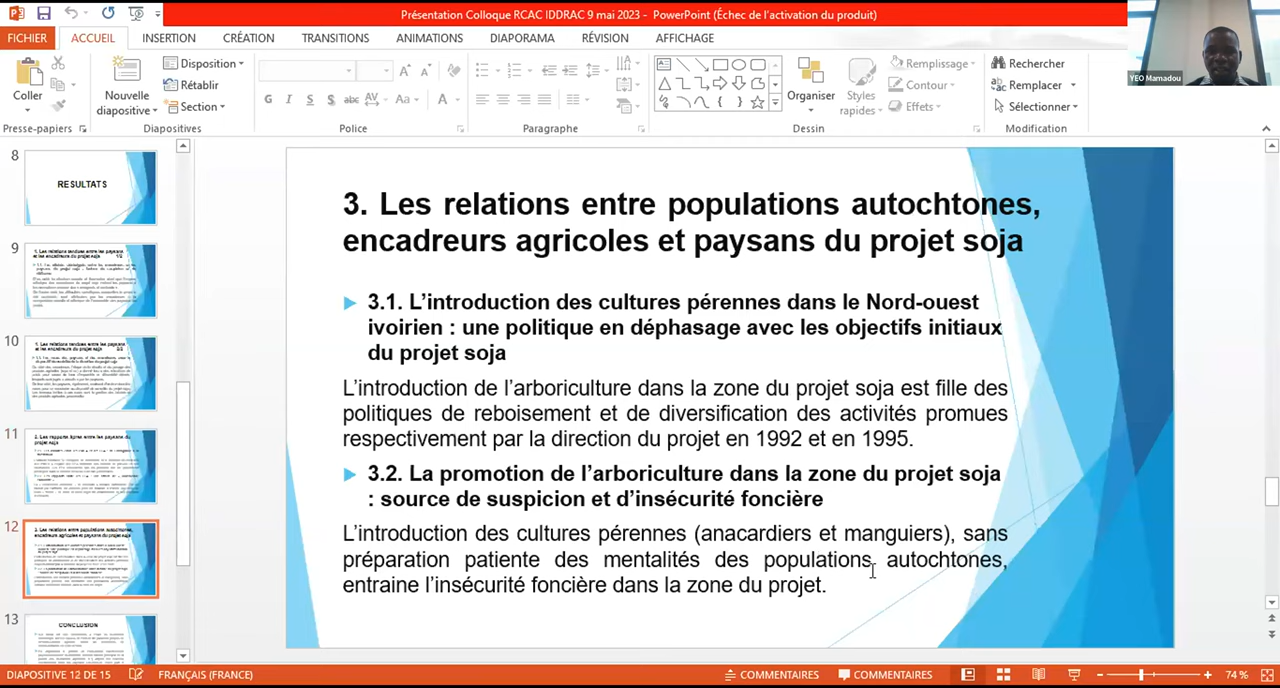 Présentation Colloque RCAC IDDRAC 9 mai 2023 - PowerPoint (Échec de l'activation du produit)
FICHIER ACCUEIL INSERTION CRÉATION TRANSITIONS ANIMATIONS DIAPORAMA RÉVISION AFFICHAGE
YEO Mamadou
Coller
Nouvelle
diapositive
Disposition
Rétablir
Section
G I S S abc AV Aa A
Organiser
Styles
rapides
Remplissage
Contour
Effets
Rechercher
Remplacer
Sélectionner
Presse-papiers Diapositives Police Paragraphe Dessin Modification
8
RESULTATS
9
10
11
12
13
CONCLUSION
3. Les relations entre populations autochtones,
encadreurs agricoles et paysans du projet soja
3.1. L'introduction des cultures pérennes dans le Nord-ouest
ivoirien : une politique en déphasage avec les objectifs initiaux
du projet soja
L'introduction de l'arboriculture dans la zone du projet soja est fille des
politiques de reboisement et de diversification des activités promues
respectivement par la direction du projet en 1992 et en 1995.
3.2. La promotion de l'arboriculture dans la zone du projet soja
: source de suspicion et d'insécurité foncière
L'introduction des cultures pérennes (anacardiers et manguiers), sans
préparation préalable des mentalités des populations autochtones,
entraine l'insécurité foncière dans la zone du projet.
DIAPOSITIVE 12 DE 15 FRANÇAIS (FRANCE) COMMENTAIRES COMMENTAIRES 74 %